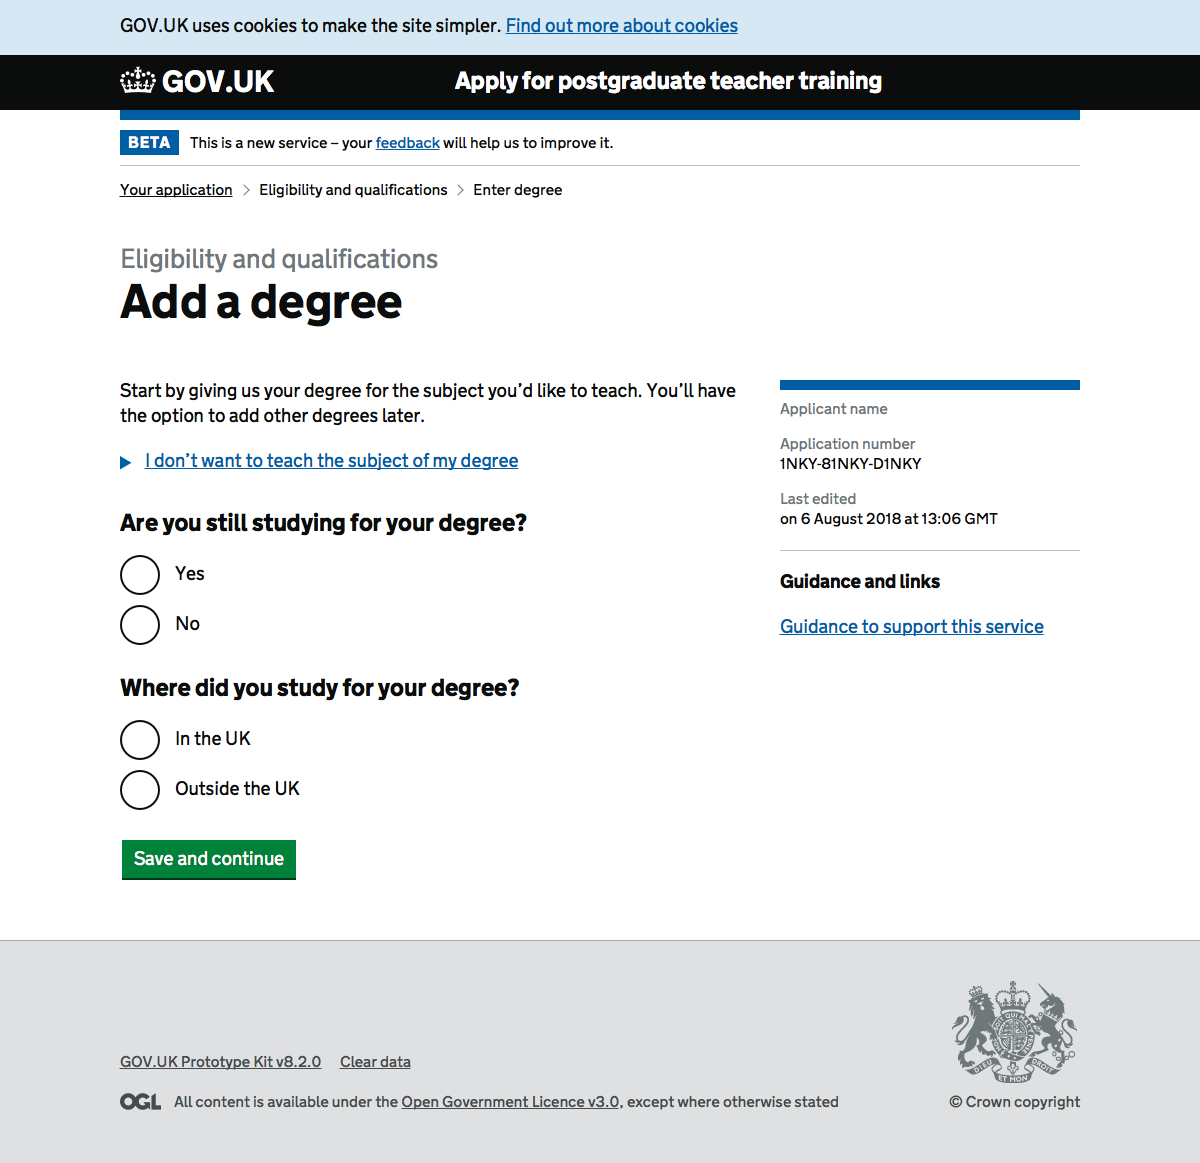 GOV.UK uses cookies to make the site simpler. Find out more about cookies
GOV.UK Apply for postgraduate teacher training
BETA This is a new service – your feedback will help us to improve it.
Your application > Eligibility and qualifications > Enter degree
Eligibility and qualifications
Add a degree
Start by giving us your degree for the subject you’d like to teach. You’ll have
the option to add other degrees later.
I don’t want to teach the subject of my degree
Are you still studying for your degree?
Yes
No
Where did you study for your degree?
In the UK
Outside the UK
Save and continue
Applicant name
Application number
1NKY-81NKY-D1NKY
Last edited
on 6 August 2018 at 13:06 GMT
Guidance and links
Guidance to support this service
GOV.UK Prototype Kit v8.2.0 Clear data
OGL All content is available under the Open Government Licence v3.0, except where otherwise stated
DIEU ET MON DROIT
© Crown copyright